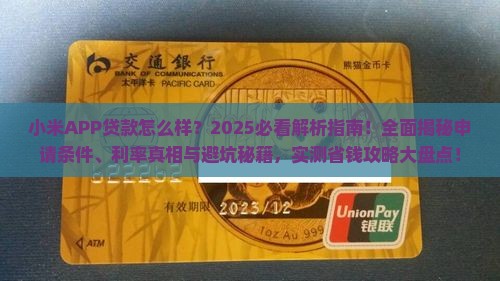 交通銀行
BANK OF COMMUNICATIONS
太平洋卡 PACIFIC CARD
熊猫金币卡
小米APP贷款怎么样？2025必看解析指南！全面揭秘申
请条件、利率真相与避坑秘籍，实测省钱攻略大盘点！
有效期限 2023/12
1oz Au .999
ATM
UnionPay
银联